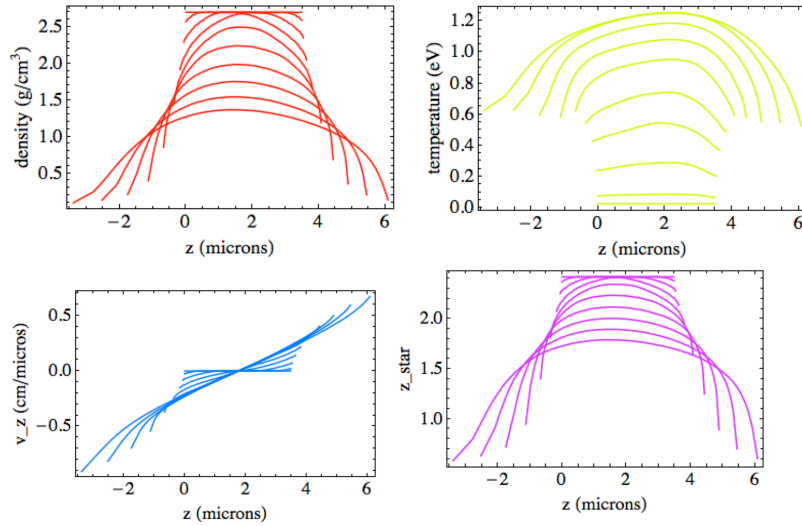 2.5
2.0
1.5
1.0
0.5
density (g/cm³)
−2 0 2 4 6
z (microns)
1.2
1.0
0.8
0.6
0.4
0.2
0.0
temperature (eV)
−2 0 2 4 6
z (microns)
0.5
0.0
−0.5
v_z (cm/micros)
−2 0 2 4 6
z (microns)
2.0
1.5
1.0
z_star
−2 0 2 4 6
z (microns)